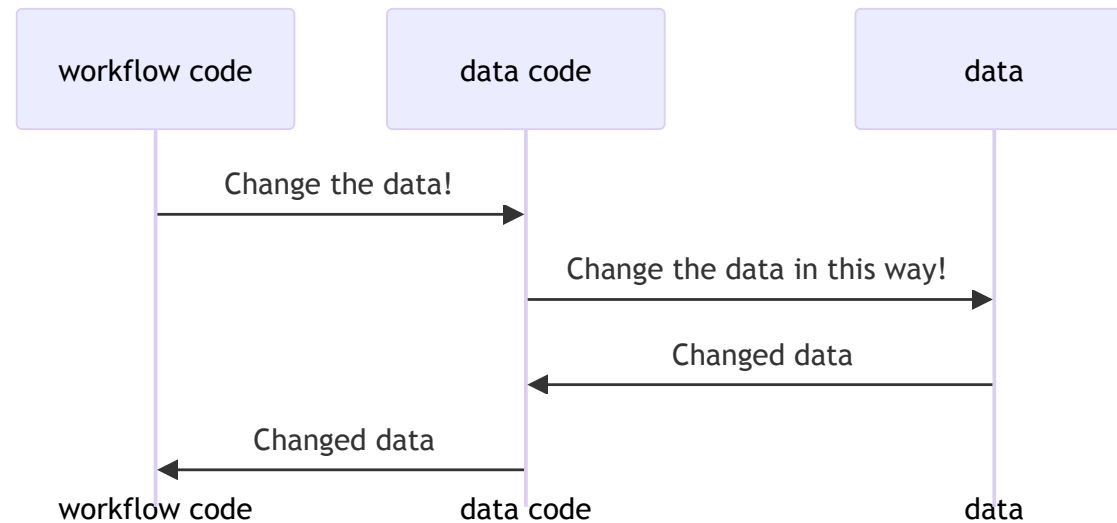 workflow code data code data
Change the data!
Change the data in this way!
Changed data
Changed data
workflow code data code data